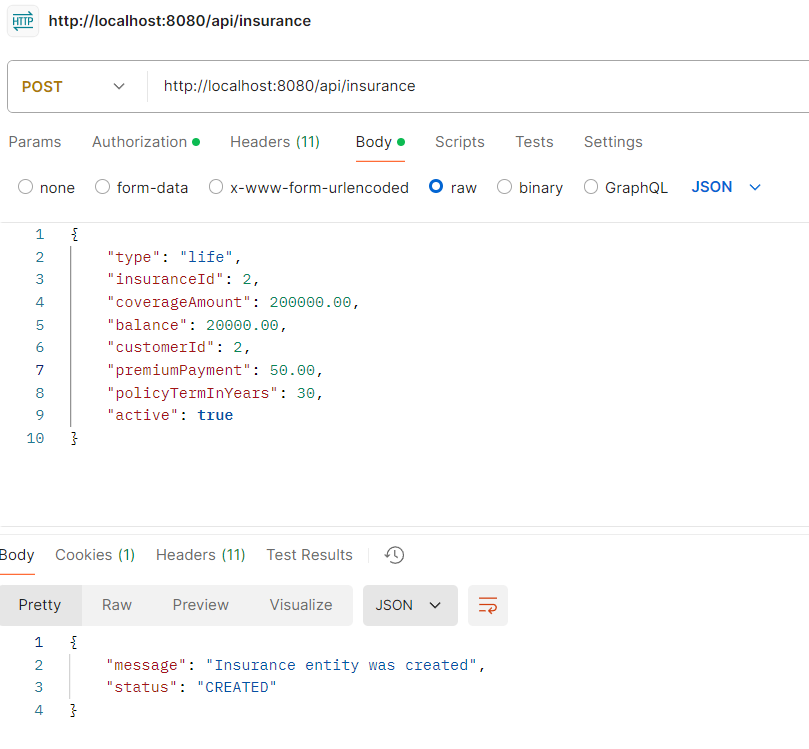 HTTP http://localhost:8080/api/insurance
POST http://localhost:8080/api/insurance
Params Authorization Headers (11) Body Scripts Tests Settings
none form-data x-www-form-urlencoded raw binary GraphQL JSON
1 {
2 "type": "life",
3 "insuranceId": 2,
4 "coverageAmount": 200000.00,
5 "balance": 20000.00,
6 "customerId": 2,
7 "premiumPayment": 50.00,
8 "policyTermInYears": 30,
9 "active": true
10 }
Body Cookies (1) Headers (11) Test Results
Pretty Raw Preview Visualize JSON
1 {
2 "message": "Insurance entity was created",
3 "status": "CREATED"
4 }